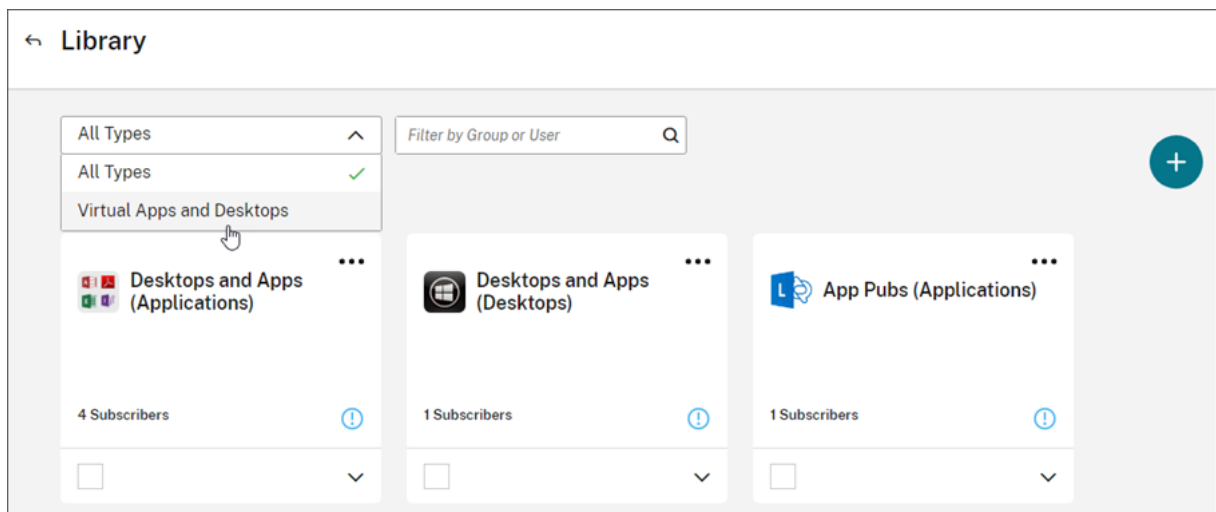 Library
All Types
Filter by Group or User
All Types
Virtual Apps and Desktops
Desktops and Apps
(Applications)
Desktops and Apps
(Desktops)
App Pubs (Applications)
4 Subscribers
1 Subscribers
1 Subscribers